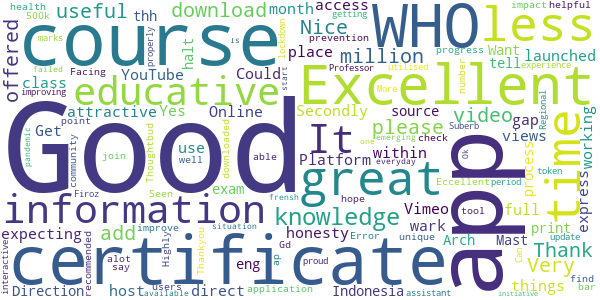 health
500k
useful
thh
download
month
access
getting
WHO
less
impact
helpful
offered
course
marks
is
lockdown
Nice
prevention
utilised
progress
Want
Facing
properly
YouTube
halt
Could
start
place
million
Professor
More
number
tell
launched
experience
failed
improving
class
educative
Excellent
pandemic
point
attractive
Yes
Online
Secondly
source
video
gap
Ok
Regional
express
working
Get
community
use
well
downloaded
able
It
please
one
emerging
check
views
Suberb
process
time
join
Thoughtbud
exam
Platform
within
everyday
Firoz
Seen
Good
great
app
Eccellent
period
token
information
frensh
hope
knowledge
Vimeo
tool
full
print
interactive
expecting
add
improve
situation
honesty
wark
Arch
Mast
Thank
update
recommended
certificate
Highly
Thankyou
eng
Error
unique
Very
Can
Direction
alot
say
host
users
available
direct
ap
application
Gd
proud
Indonesia
assistant
things
initiative
find
bar